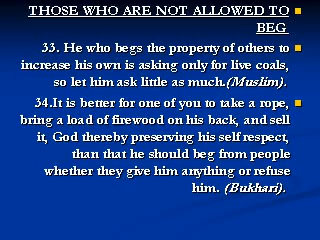 THOSE WHO ARE NOT ALLOWED TO
BEG
33. He who begs the property of others to
increase his own is asking only for live coals,
so let him ask little as much.(Muslim).
34.It is better for one of you to take a rope,
bring a load of firewood on his back, and sell
it, God thereby preserving his self respect,
than that he should beg from people
whether they give him anything or refuse
him. (Bukhari).